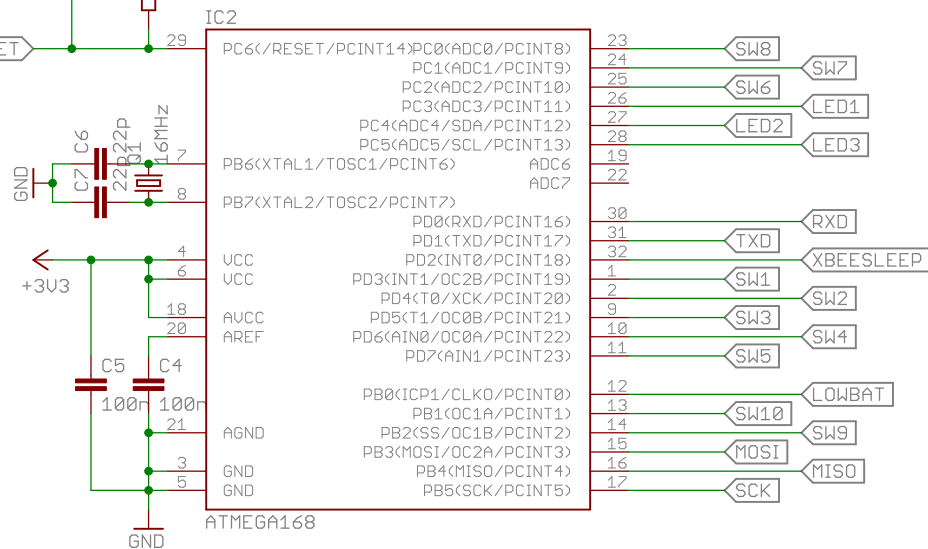 IC2
ET
29
PC6(/RESET/PCINT14)
PC0(ADC0/PCINT8)
23
SW8
PC1(ADC1/PCINT9)
24
SW7
PC2(ADC2/PCINT10)
25
SW6
PC3(ADC3/PCINT11)
26
LED1
PC4(ADC4/SDA/PCINT12)
27
LED2
PC5(ADC5/SCL/PCINT13)
28
LED3
C6
22p
Q1
16MHz
7
PB6(XTAL1/TOSC1/PCINT6)
ADC6
19
ADC7
22
GND
C7
22p
8
PB7(XTAL2/TOSC2/PCINT7)
PD0(RXD/PCINT16)
30
RXD
PD1(TXD/PCINT17)
31
TXD
4
VCC
PD2(INT0/PCINT18)
32
XBEESLEEP
+3V3
6
VCC
PD3(INT1/OC2B/PCINT19)
1
SW1
PD4(T0/XCK/PCINT20)
2
SW2
18
AVCC
PD5(T1/OC0B/PCINT21)
9
SW3
20
AREF
PD6(AIN0/OC0A/PCINT22)
10
SW4
PD7(AIN1/PCINT23)
11
SW5
C5
C4
100n
100n
PB0(ICP1/CLKO/PCINT0)
12
LOWBAT
PB1(OC1A/PCINT1)
13
SW10
21
AGND
PB2(SS/OC1B/PCINT2)
14
SW9
PB3(MOSI/OC2A/PCINT3)
15
MOSI
3
GND
PB4(MISO/PCINT4)
16
MISO
5
GND
PB5(SCK/PCINT5)
17
SCK
ATMEGA168
GND